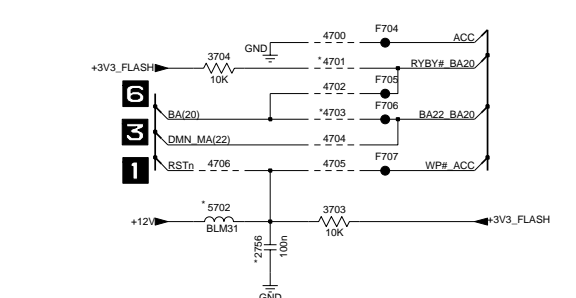 F704
4700 ACC
GND
3704 *4701 RYBY#_BA20
+3V3_FLASH
10K
F705
4702
6
F706
BA(20) *4703 BA22_BA20
3
DMN_MA(22) 4704
F707
1
RSTn 4706 4705 WP#_ACC
*5702 3703
+12V +3V3_FLASH
BLM31 10K
*2756 100n
GND